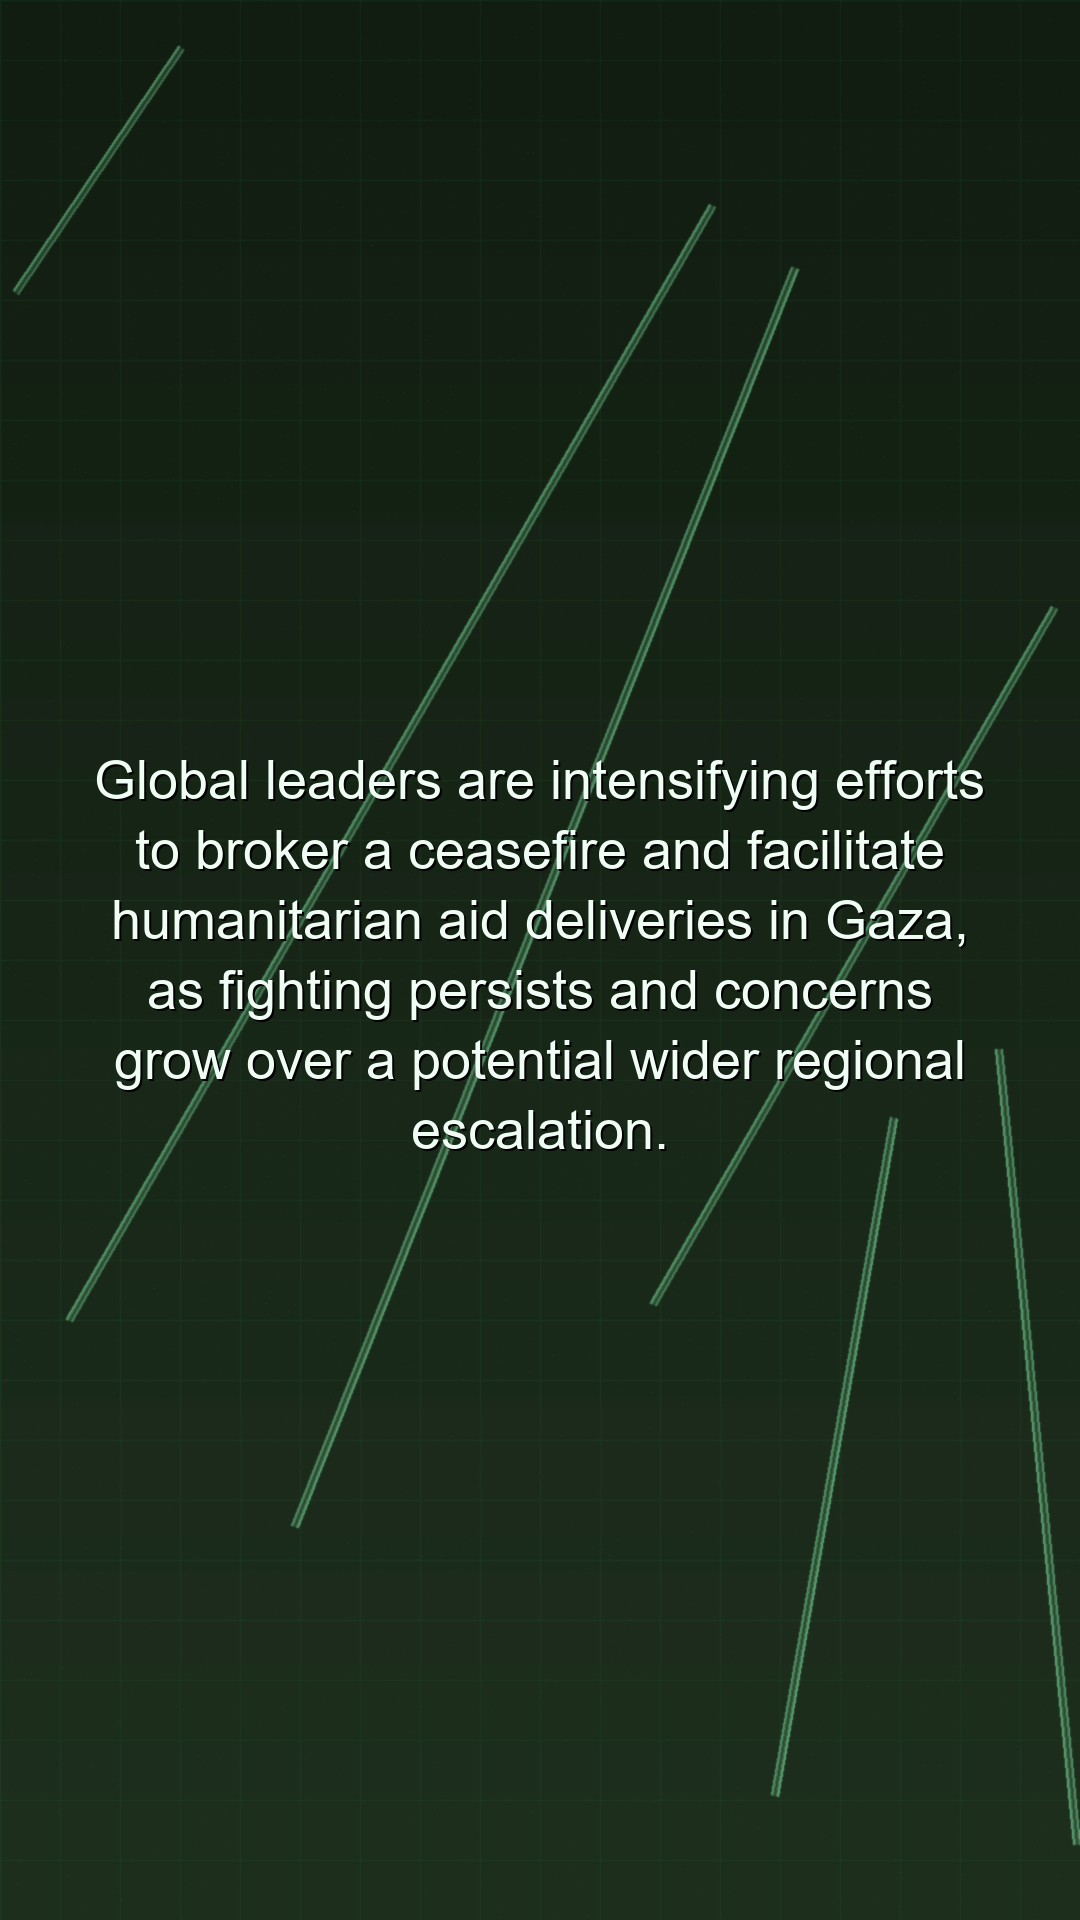 Global leaders are intensifying efforts
to broker a ceasefire and facilitate
humanitarian aid deliveries in Gaza,
as fighting persists and concerns
grow over a potential wider regional
escalation.